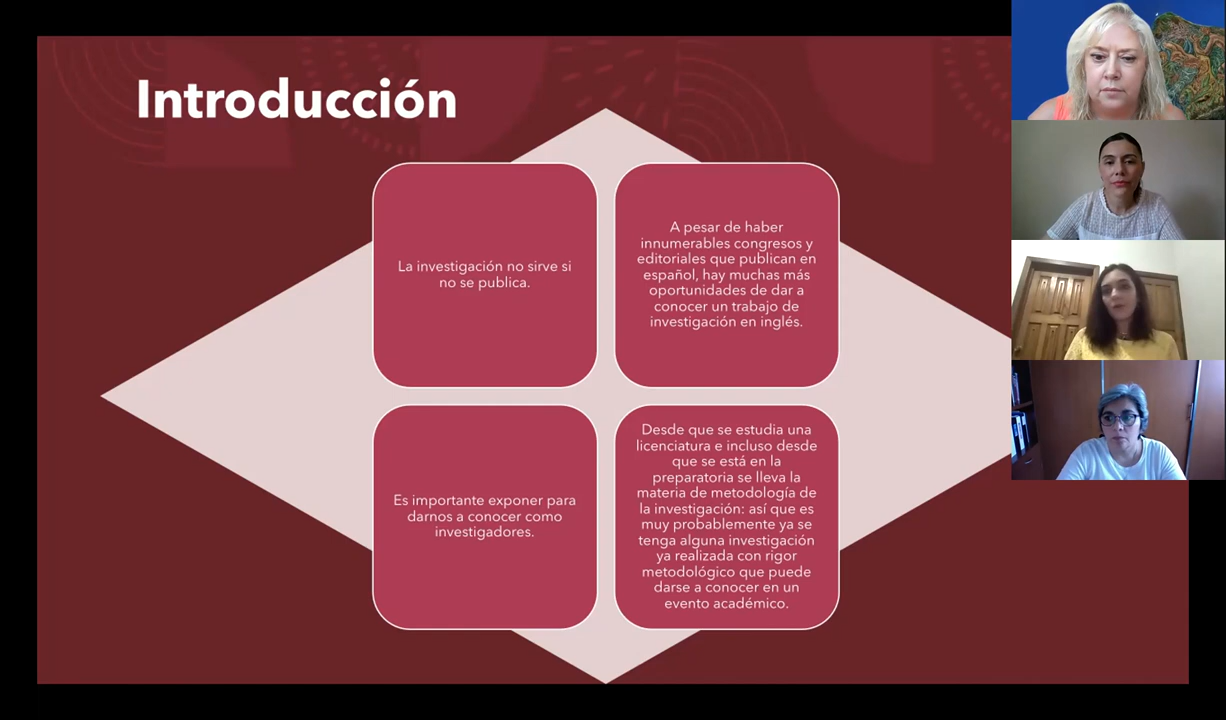 Introducción
La investigación no sirve si
no se publica.
A pesar de haber
innumerables congresos y
editoriales que publican en
español, hay muchas más
oportunidades de dar a
conocer un trabajo de
investigación en inglés.
Es importante exponer para
darnos a conocer como
investigadores.
Desde que se estudia una
licenciatura e incluso desde
que se está en la
preparatoria se lleva la
materia de metodología de
la investigación: así que es
muy probablemente ya se
tenga alguna investigación
ya realizada con rigor
metodológico que puede
darse a conocer en un
evento académico.